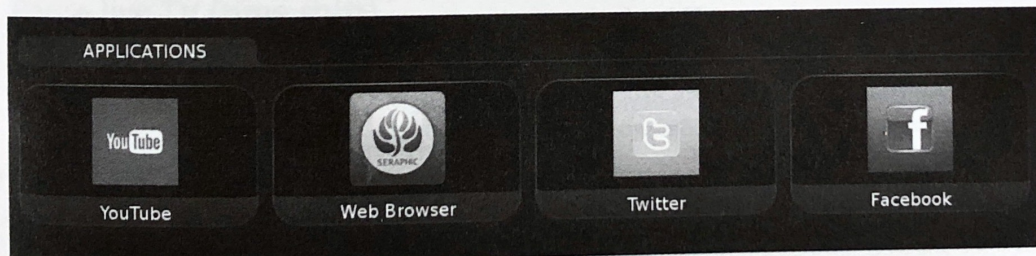 APPLICATIONS
YouTube
SERAPHIC
t
f
YouTube
Web Browser
Twitter
Facebook